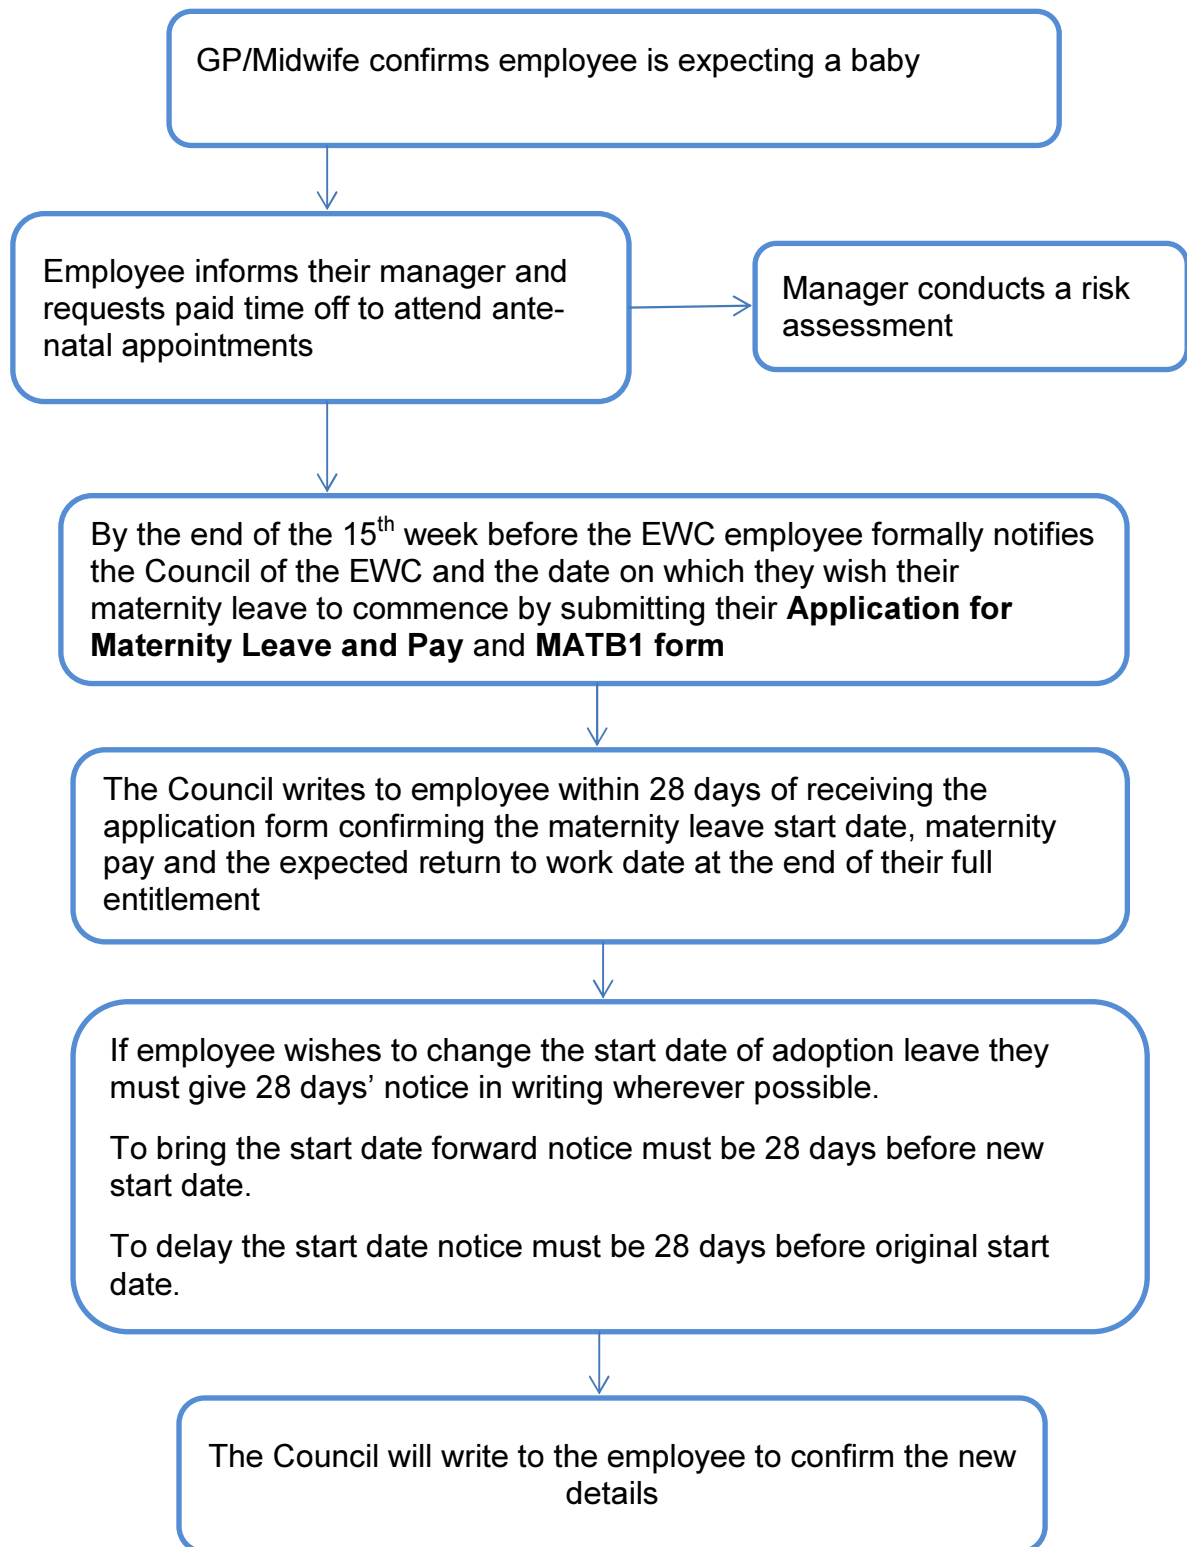 GP/Midwife confirms employee is expecting a baby
Employee informs their manager and
requests paid time off to attend ante-
natal appointments
Manager conducts a risk
assessment
By the end of the 15th week before the EWC employee formally notifies
the Council of the EWC and the date on which they wish their
maternity leave to commence by submitting their Application for
Maternity Leave and Pay and MATB1 form
The Council writes to employee within 28 days of receiving the
application form confirming the maternity leave start date, maternity
pay and the expected return to work date at the end of their full
entitlement
If employee wishes to change the start date of adoption leave they
must give 28 days’ notice in writing wherever possible.
To bring the start date forward notice must be 28 days before new
start date.
To delay the start date notice must be 28 days before original start
date.
The Council will write to the employee to confirm the new
details